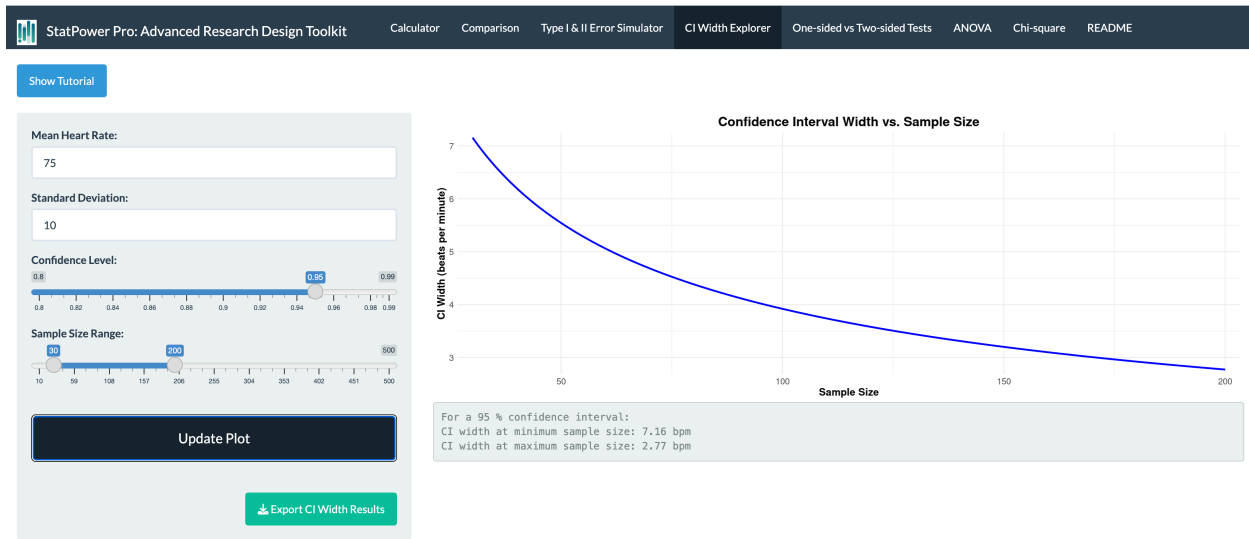 StatPower Pro: Advanced Research Design Toolkit
Calculator Comparison Type I & II Error Simulator CI Width Explorer One-sided vs Two-sided Tests ANOVA Chi-square README
Show Tutorial
Mean Heart Rate:
75
Standard Deviation:
10
Confidence Level:
0.8 0.95 0.99
0.8 0.82 0.84 0.86 0.88 0.9 0.92 0.94 0.96 0.98 0.99
Sample Size Range:
30 200 500
10 59 108 157 206 255 304 353 402 451 500
Update Plot
Export CI Width Results
Confidence Interval Width vs. Sample Size
CI Width (beats per minute)
7
6
5
4
3
50 100 150 200
Sample Size
For a 95 % confidence interval:
CI width at minimum sample size: 7.16 bpm
CI width at maximum sample size: 2.77 bpm